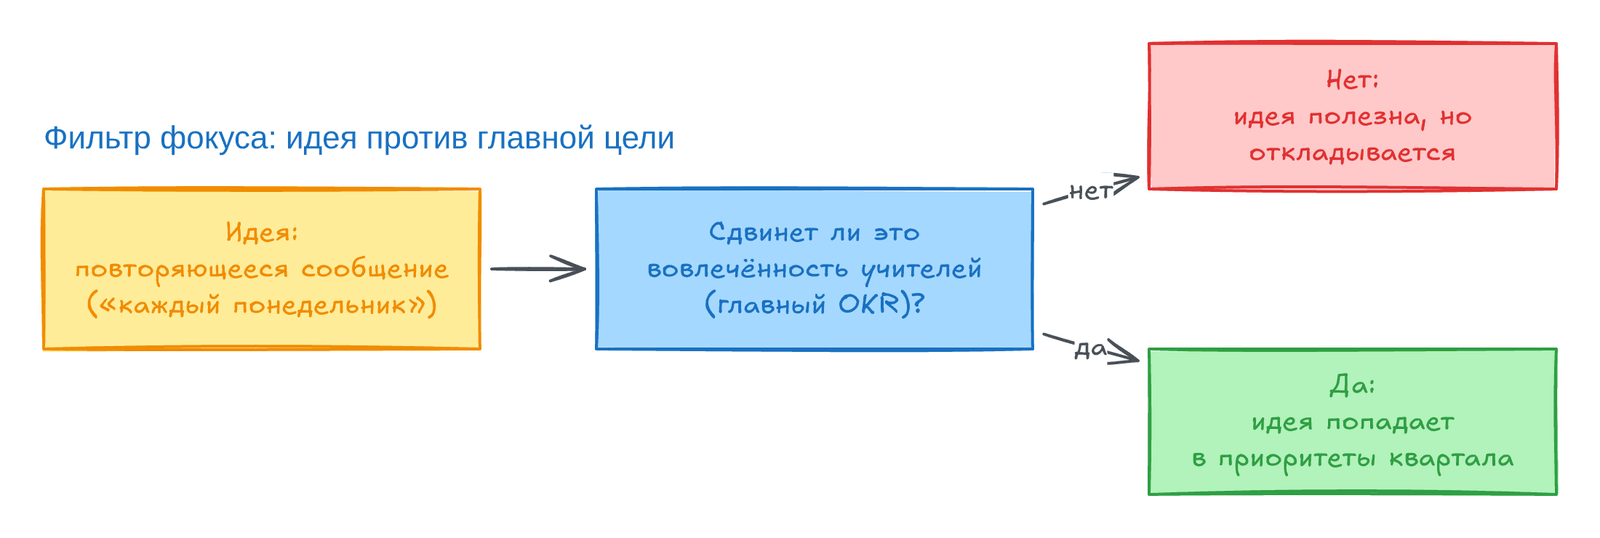 Фильтр фокуса: идея против главной цели
Идея:
повторяющееся сообщение
(«каждый понедельник»)
Сдвинет ли это
вовлечённость учителей
(главный OKR)?
нет
Нет:
идея полезна, но
откладывается
да
Да:
идея попадает
в приоритеты квартала